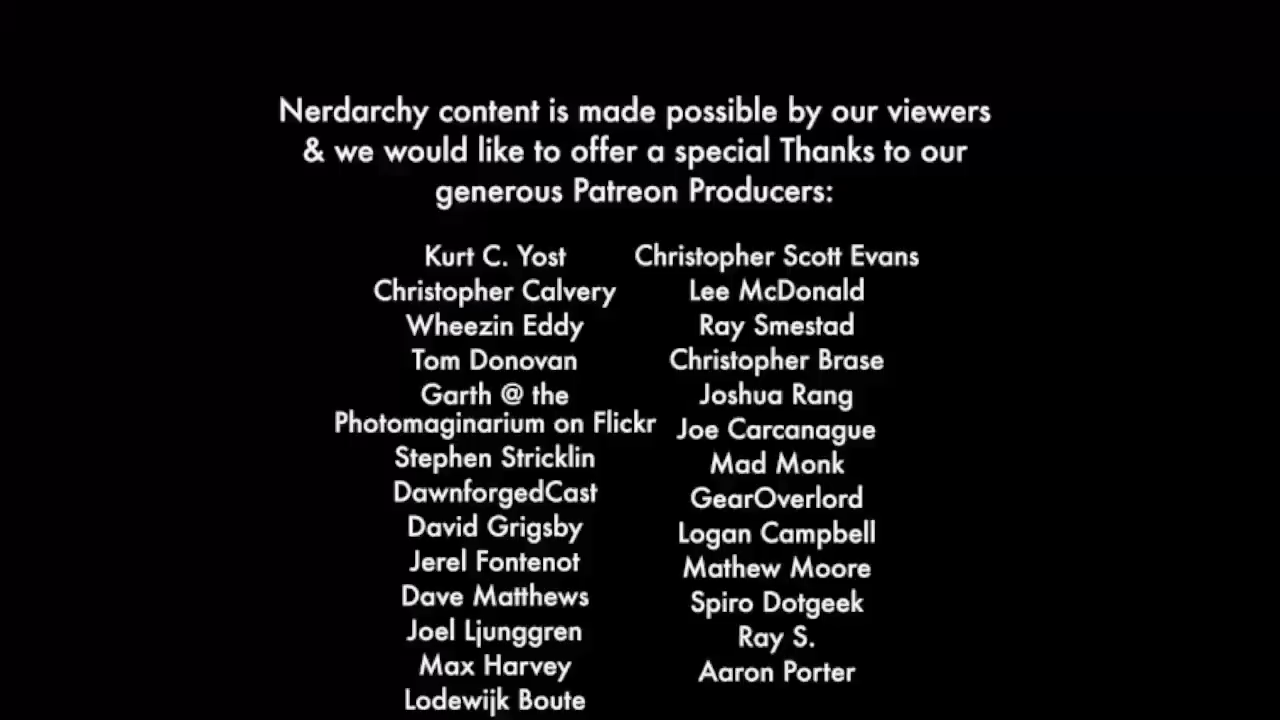 Nerdarchy content is made possible by our viewers
& we would like to offer a special Thanks to our
generous Patreon Producers:
Kurt C. Yost
Christopher Calvery
Wheezin Eddy
Tom Donovan
Garth @ the
Photomaginarium on Flickr
Stephen Stricklin
DawnforgedCast
David Grigsby
Jerel Fontenot
Dave Matthews
Joel Ljunggren
Max Harvey
Lodewijk Boute
Christopher Scott Evans
Lee McDonald
Ray Smestad
Christopher Brase
Joshua Rang
Joe Carcanague
Mad Monk
GearOverlord
Logan Campbell
Mathew Moore
Spiro Dotgeek
Ray S.
Aaron Porter